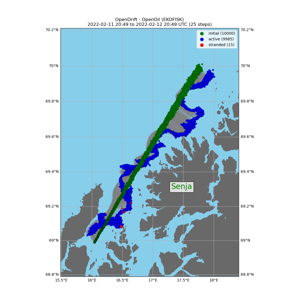 OpenDrift - OpenOil (EKOFISK)
2022-02-11 20:49 to 2022-02-12 20:49 UTC (25 steps)
initial (10000)
active (9985)
stranded (15)
70.2°N 70.2°N
70°N 70°N
69.8°N 69.8°N
69.6°N 69.6°N
69.4°N 69.4°N
Senja
69.2°N 69.2°N
69°N 69°N
68.8°N 68.8°N
15.5°E 16°E 16.5°E 17°E 17.5°E 18°E